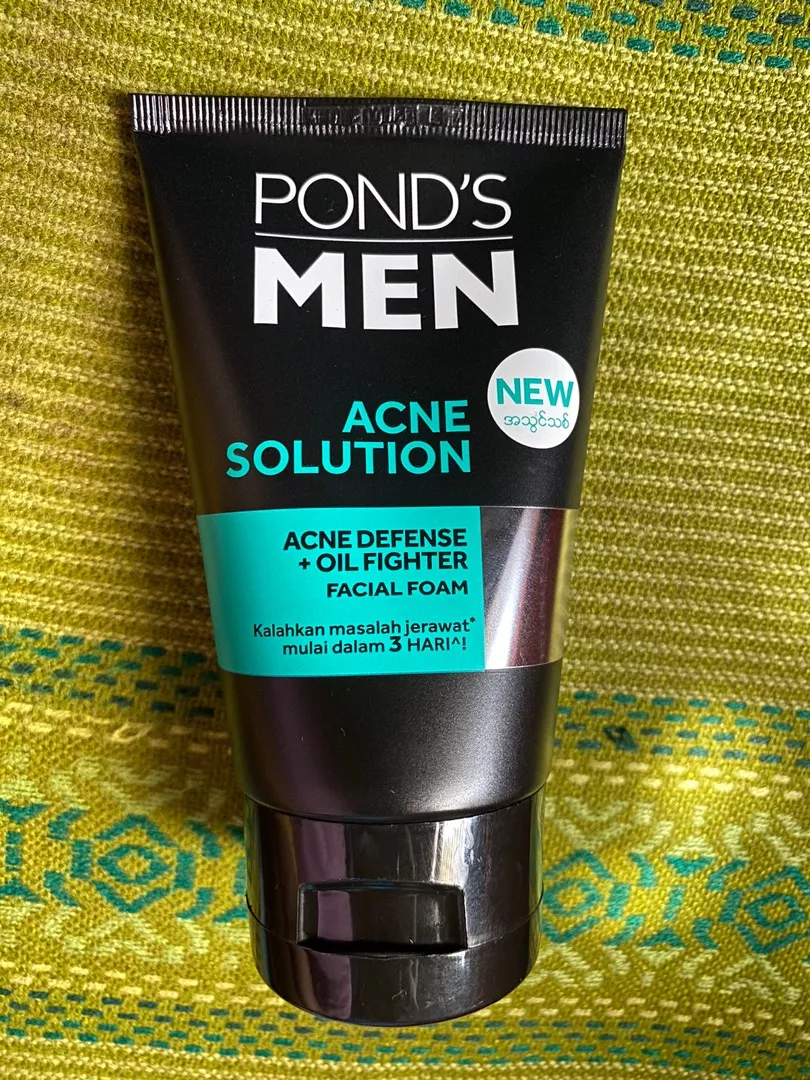 POND'S
MEN
NEW
အသွင်သစ်
ACNE
SOLUTION
ACNE DEFENSE
+ OIL FIGHTER
FACIAL FOAM
Kalahkan masalah jerawat*
mulai dalam 3 HARI^!